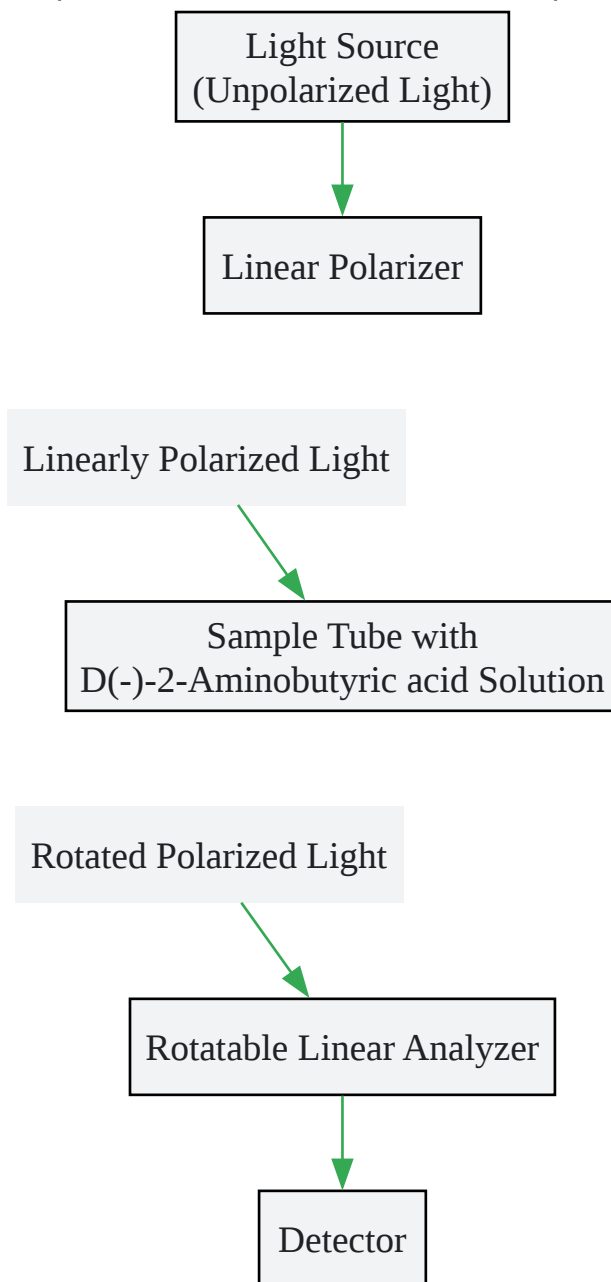 Light Source
(Unpolarized Light)
Linear Polarizer
Linearly Polarized Light
Sample Tube with
D(-)-2-Aminobutyric acid Solution
Rotated Polarized Light
Rotatable Linear Analyzer
Detector